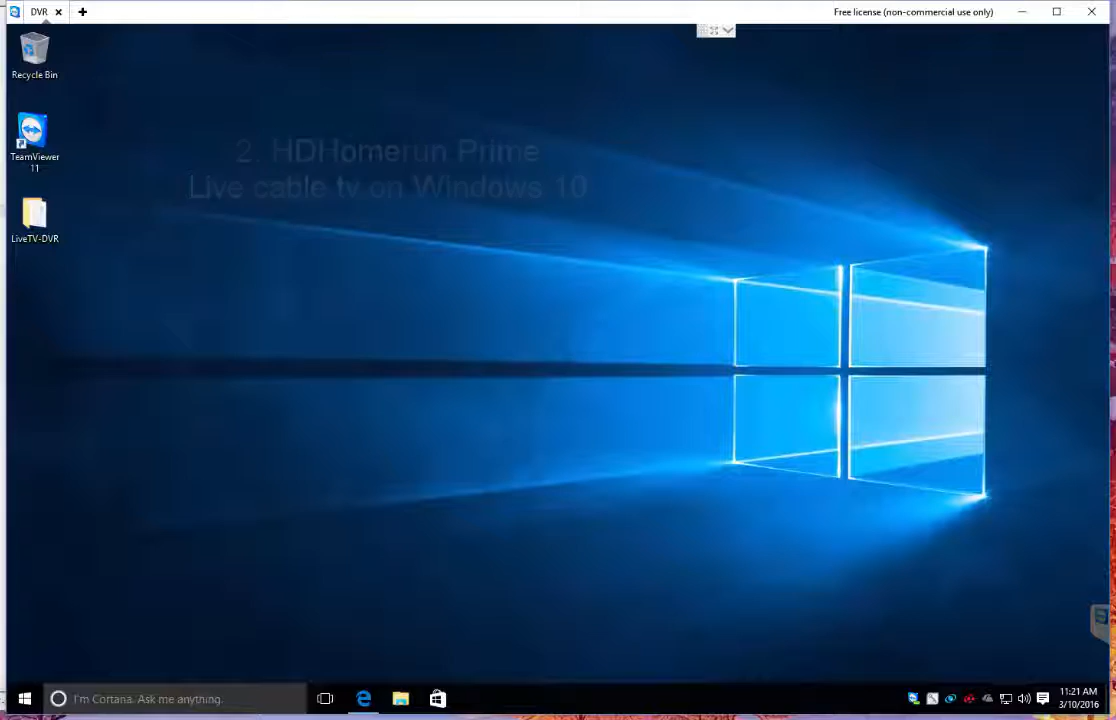 DVR
Free license (non-commercial use only)
Recycle Bin
TeamViewer
11
LiveTV-DVR
2. HDHomerun Prime
Live cable tv on Windows 10
I'm Cortana. Ask me anything.
11:21 AM
3/10/2016